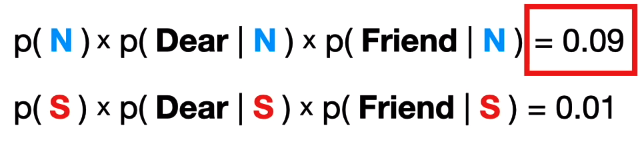 p( N ) × p( Dear | N ) × p( Friend | N ) = 0.09
p( S ) × p( Dear | S ) × p( Friend | S ) = 0.01